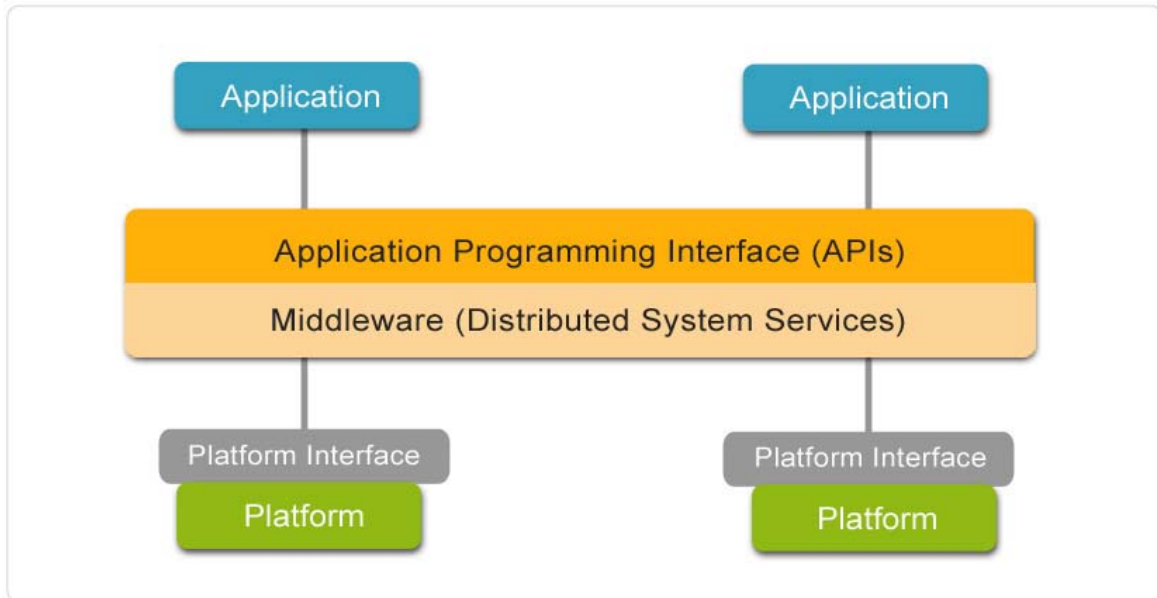 Application
Application
Application Programming Interface (APIs)
Middleware (Distributed System Services)
Platform Interface
Platform Interface
Platform
Platform